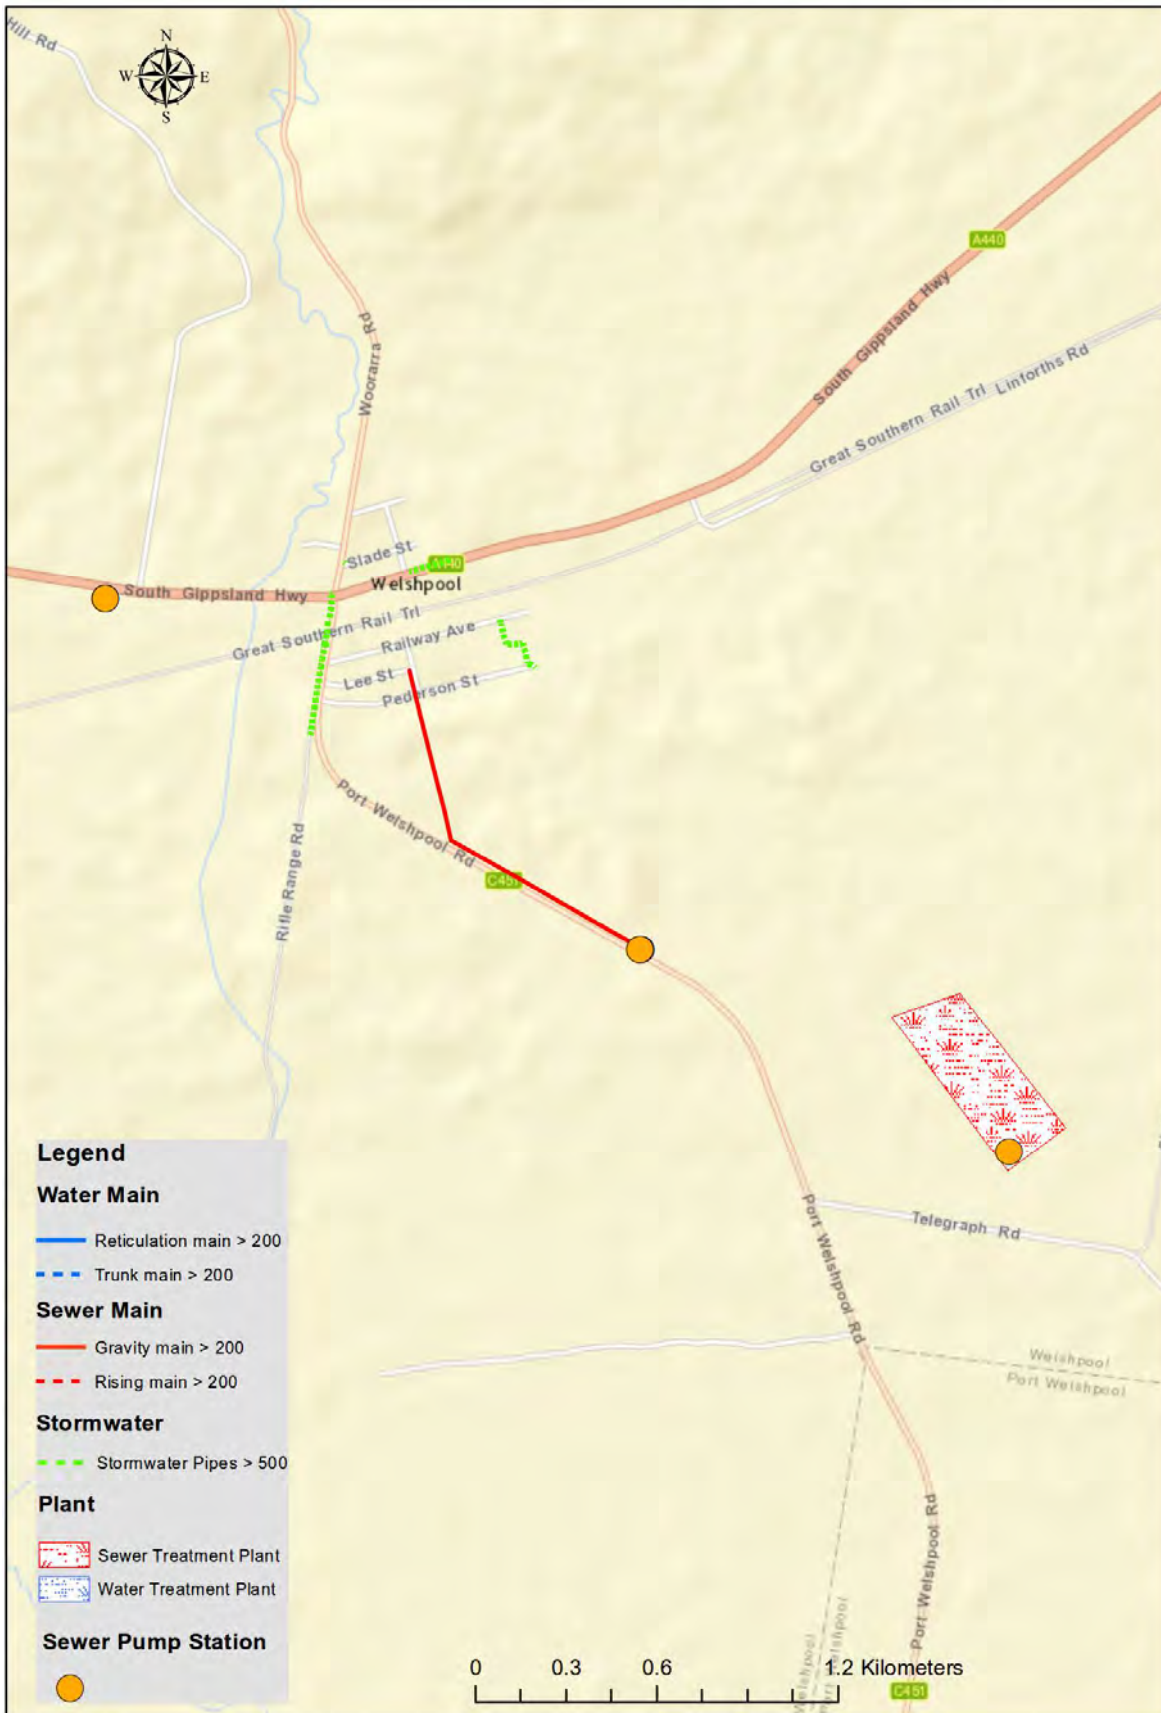 Hill Rd
N
W E
S
A440
South Gippsland Hwy
Woorarra Rd
Linforths Rd
Great Southern Rail Trl
Slade St
A440
Welshpool
South Gippsland Hwy
Great Southern Rail Trl
Railway Ave
Lee St
Pederson St
Port Welshpool Rd
C451
Rifle Range Rd
Port Welshpool Rd
Telegraph Rd
Welshpool
Port Welshpool
Port Welshpool Rd
Welshpool
Port Welshpool
C451
Legend
Water Main
Reticulation main > 200
Trunk main > 200
Sewer Main
Gravity main > 200
Rising main > 200
Stormwater
Stormwater Pipes > 500
Plant
Sewer Treatment Plant
Water Treatment Plant
Sewer Pump Station
0 0.3 0.6 1.2 Kilometers